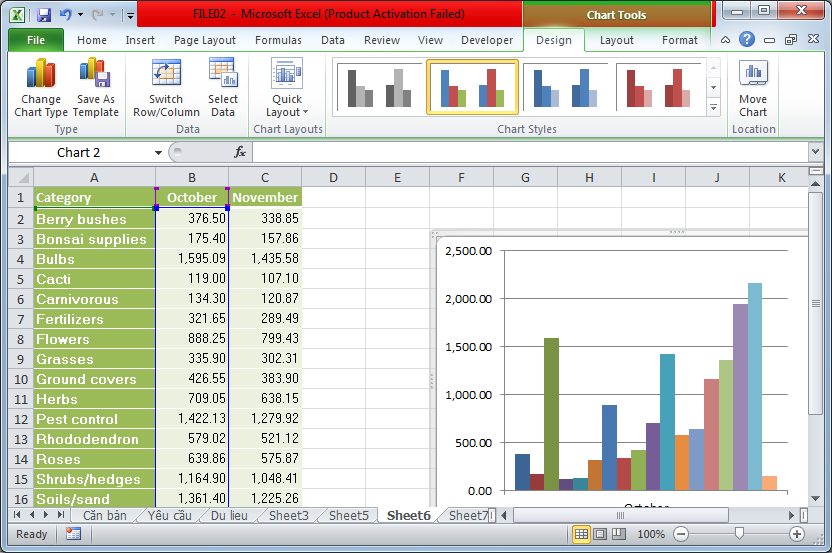 FILE02 - Microsoft Excel (Product Activation Failed)
Chart Tools
File Home Insert Page Layout Formulas Data Review View Developer Design Layout Format
Change Chart Type
Save As Template
Switch Row/Column
Select Data
Quick Layout
Move Chart
Type Data Chart Layouts Chart Styles Location
Chart 2 fx
A B C D E F G H I J K
1 Category October November
2 Berry bushes 376.50 338.85
3 Bonsai supplies 175.40 157.86
4 Bulbs 1,595.09 1,435.58
5 Cacti 119.00 107.10
6 Carnivorous 134.30 120.87
7 Fertilizers 321.65 289.49
8 Flowers 888.25 799.43
9 Grasses 335.90 302.31
10 Ground covers 426.55 383.90
11 Herbs 709.05 638.15
12 Pest control 1,422.13 1,279.92
13 Rhododendron 579.02 521.12
14 Roses 639.86 575.87
15 Shrubs/hedges 1,164.90 1,048.41
16 Soils/sand 1,361.40 1,225.26
2,500.00
2,000.00
1,500.00
1,000.00
500.00
0.00
October
Căn bản Yêu cầu Du lieu Sheet3 Sheet5 Sheet6 Sheet7
Ready 100%